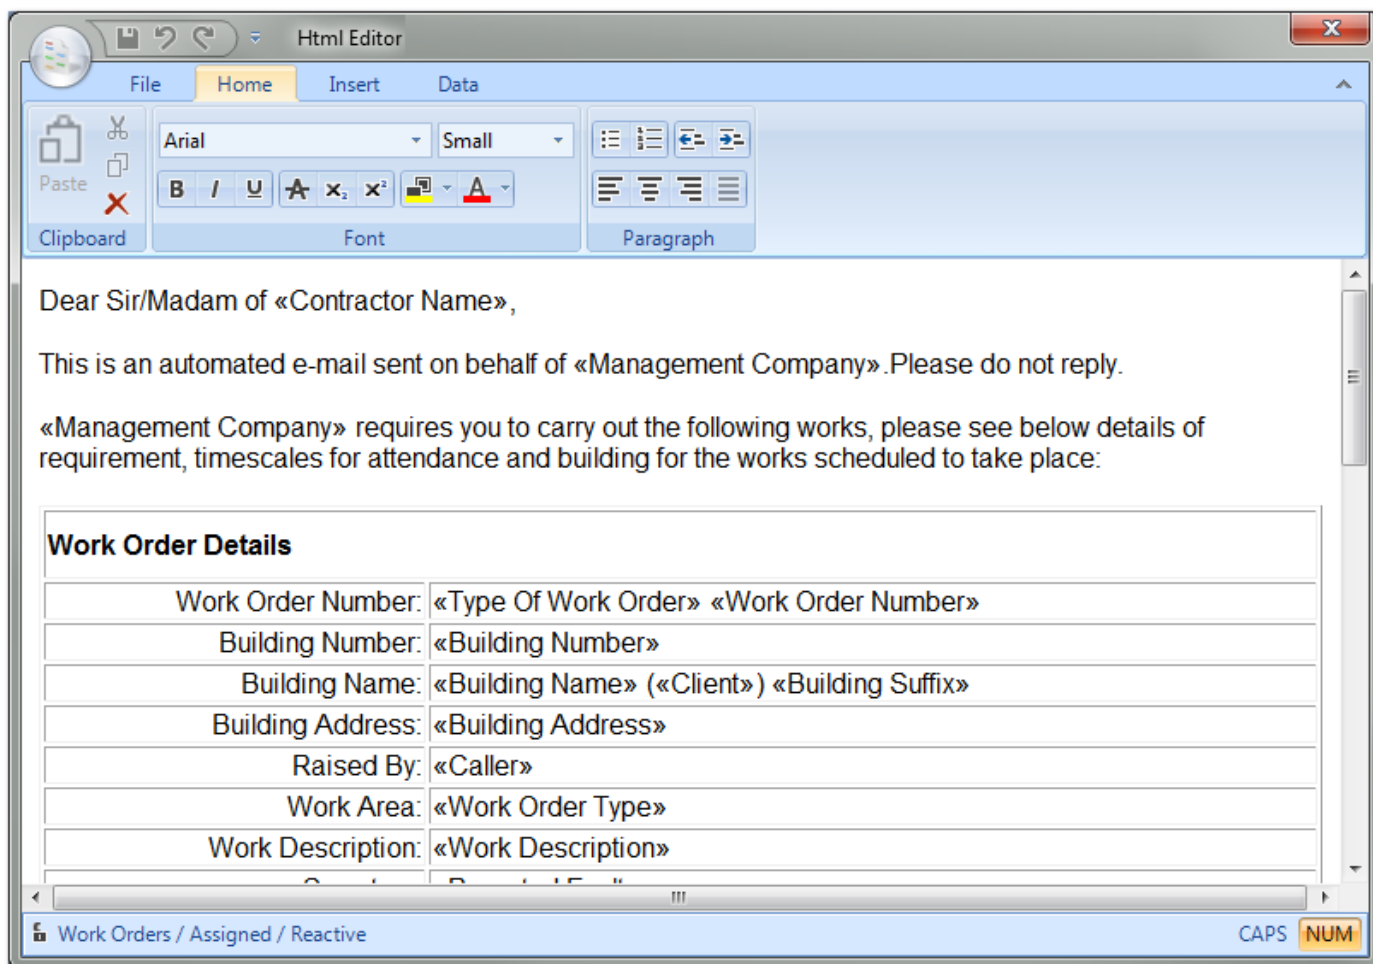 Html Editor
File Home Insert Data
Arial Small
Paste
B I U A x₂ x² A
Clipboard Font Paragraph
Dear Sir/Madam of «Contractor Name»,
This is an automated e-mail sent on behalf of «Management Company».Please do not reply.
«Management Company» requires you to carry out the following works, please see below details of
requirement, timescales for attendance and building for the works scheduled to take place:
Work Order Details
Work Order Number: «Type Of Work Order» «Work Order Number»
Building Number: «Building Number»
Building Name: «Building Name» («Client») «Building Suffix»
Building Address: «Building Address»
Raised By: «Caller»
Work Area: «Work Order Type»
Work Description: «Work Description»
Work Orders / Assigned / Reactive CAPS NUM